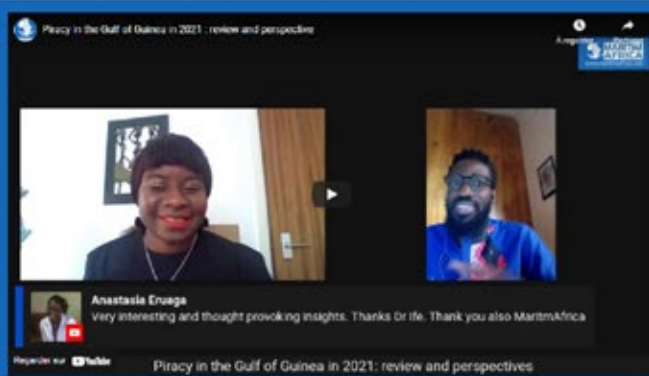 Piracy in the Gulf of Guinea in 2021 : review and perspective
MARITIM
AFRICA
Anastasia Eruaga
Very interesting and thought provoking insights. Thanks Dr Ife. Thank you also MaritmAfrica
Regarder sur YouTube
Piracy in the Gulf of Guinea in 2021: review and perspectives